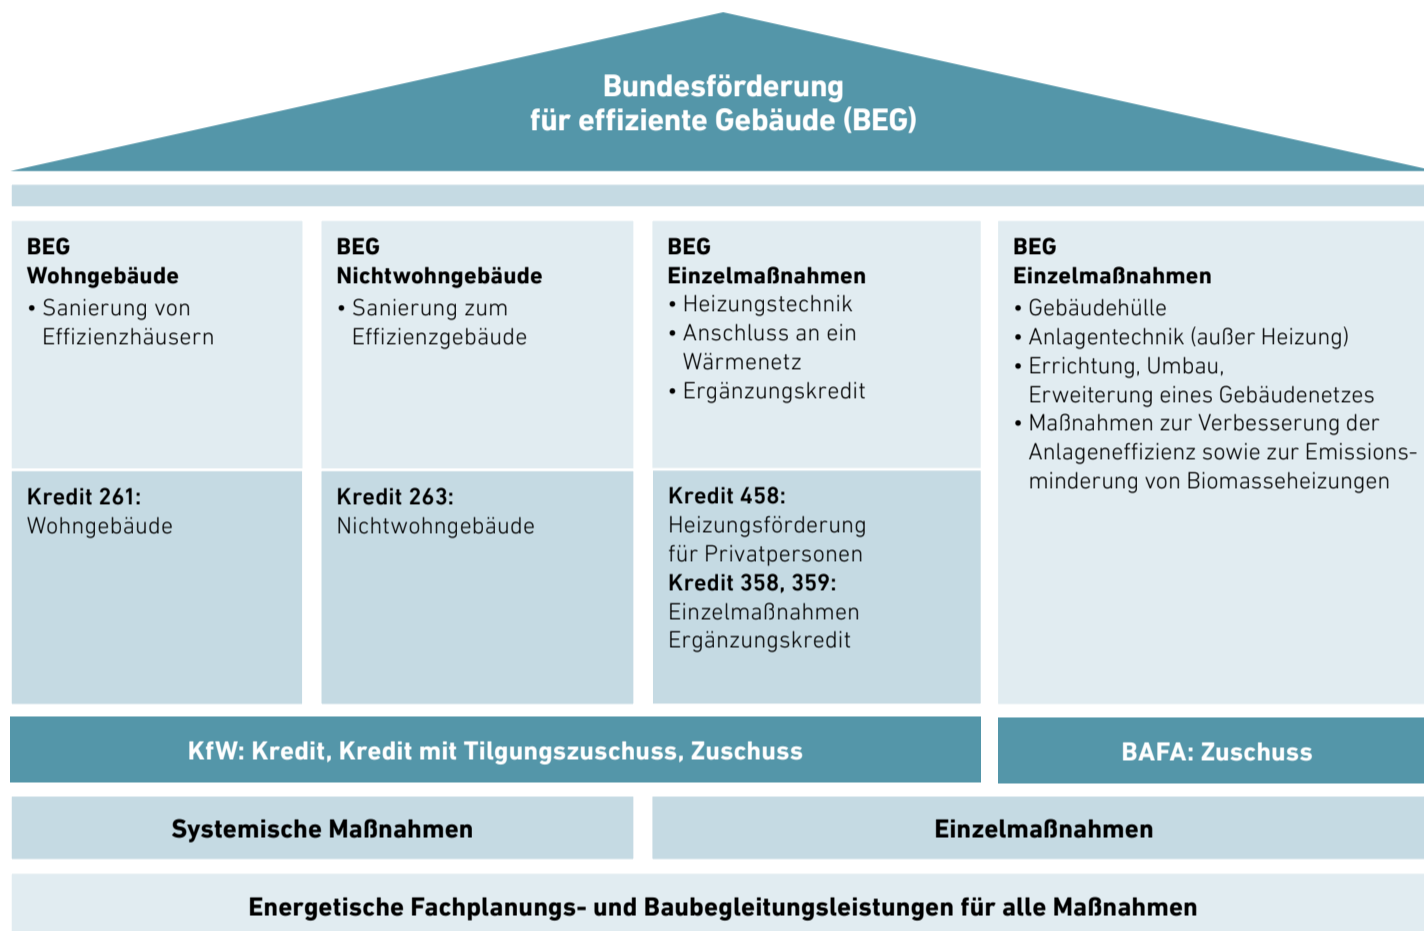 Bundesförderung
für effiziente Gebäude (BEG)
BEG
Wohngebäude
• Sanierung von
Effizienzhäusern
Kredit 261:
Wohngebäude
BEG
Nichtwohngebäude
• Sanierung zum
Effizienzgebäude
Kredit 263:
Nichtwohngebäude
BEG
Einzelmaßnahmen
• Heizungstechnik
• Anschluss an ein
Wärmenetz
• Ergänzungskredit
Kredit 458:
Heizungsförderung
für Privatpersonen
Kredit 358, 359:
Einzelmaßnahmen
Ergänzungskredit
BEG
Einzelmaßnahmen
• Gebäudehülle
• Anlagentechnik (außer Heizung)
• Errichtung, Umbau,
Erweiterung eines Gebäudenetzes
• Maßnahmen zur Verbesserung der
Anlageneffizienz sowie zur Emissions-
minderung von Biomasseheizungen
KfW: Kredit, Kredit mit Tilgungszuschuss, Zuschuss
BAFA: Zuschuss
Systemische Maßnahmen
Einzelmaßnahmen
Energetische Fachplanungs- und Baubegleitungsleistungen für alle Maßnahmen